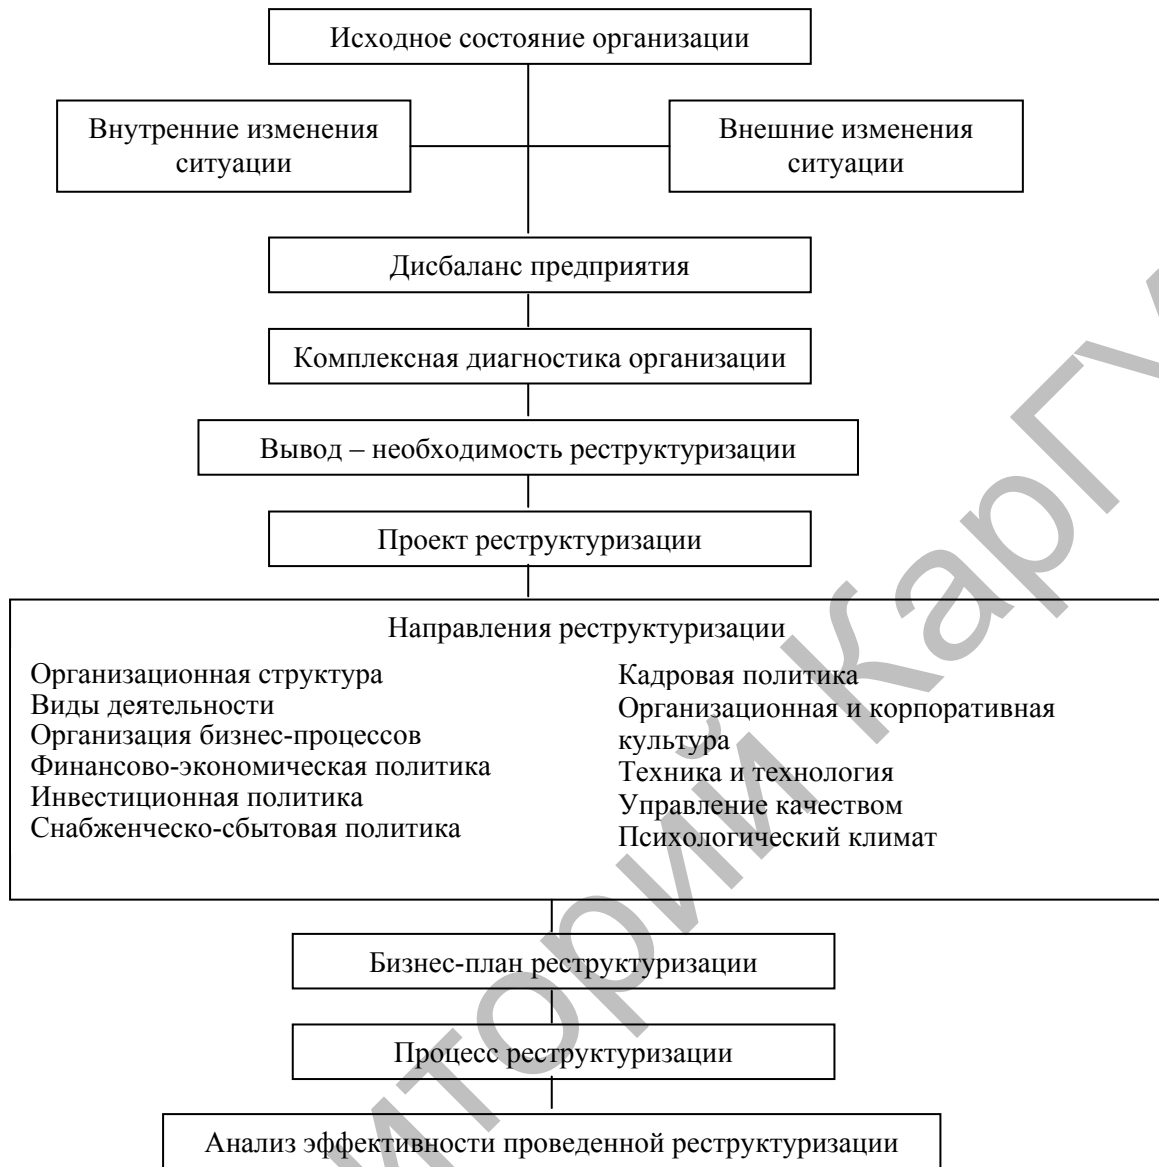 Исходное состояние организации
Внутренние изменения
ситуации
Внешние изменения
ситуации
Дисбаланс предприятия
Комплексная диагностика организации
Вывод – необходимость реструктуризации
Проект реструктуризации
Направления реструктуризации
Организационная структура
Виды деятельности
Организация бизнес-процессов
Финансово-экономическая политика
Инвестиционная политика
Снабженческо-сбытовая политика
Кадровая политика
Организационная и корпоративная
культура
Техника и технология
Управление качеством
Психологический климат
Бизнес-план реструктуризации
Процесс реструктуризации
Анализ эффективности проведенной реструктуризации
иторий КарГУ